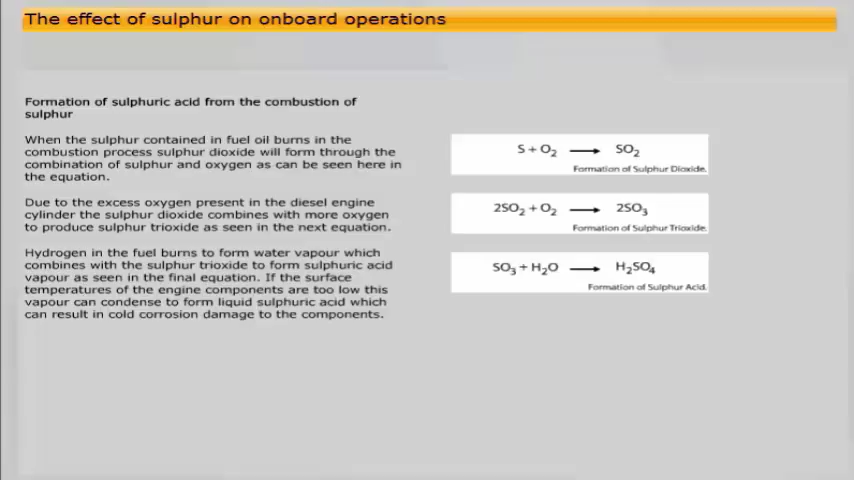 The effect of sulphur on onboard operations
Formation of sulphuric acid from the combustion of
sulphur
When the sulphur contained in fuel oil burns in the
combustion process sulphur dioxide will form through the
combination of sulphur and oxygen as can be seen here in
the equation.
Due to the excess oxygen present in the diesel engine
cylinder the sulphur dioxide combines with more oxygen
to produce sulphur trioxide as seen in the next equation.
Hydrogen in the fuel burns to form water vapour which
combines with the sulphur trioxide to form sulphuric acid
vapour as seen in the final equation. If the surface
temperatures of the engine components are too low this
vapour can condense to form liquid sulphuric acid which
can result in cold corrosion damage to the components.
S + O₂ ⟶ SO₂
Formation of Sulphur Dioxide.
2SO₂ + O₂ ⟶ 2SO₃
Formation of Sulphur Trioxide.
SO₃ + H₂O ⟶ H₂SO₄
Formation of Sulphur Acid.